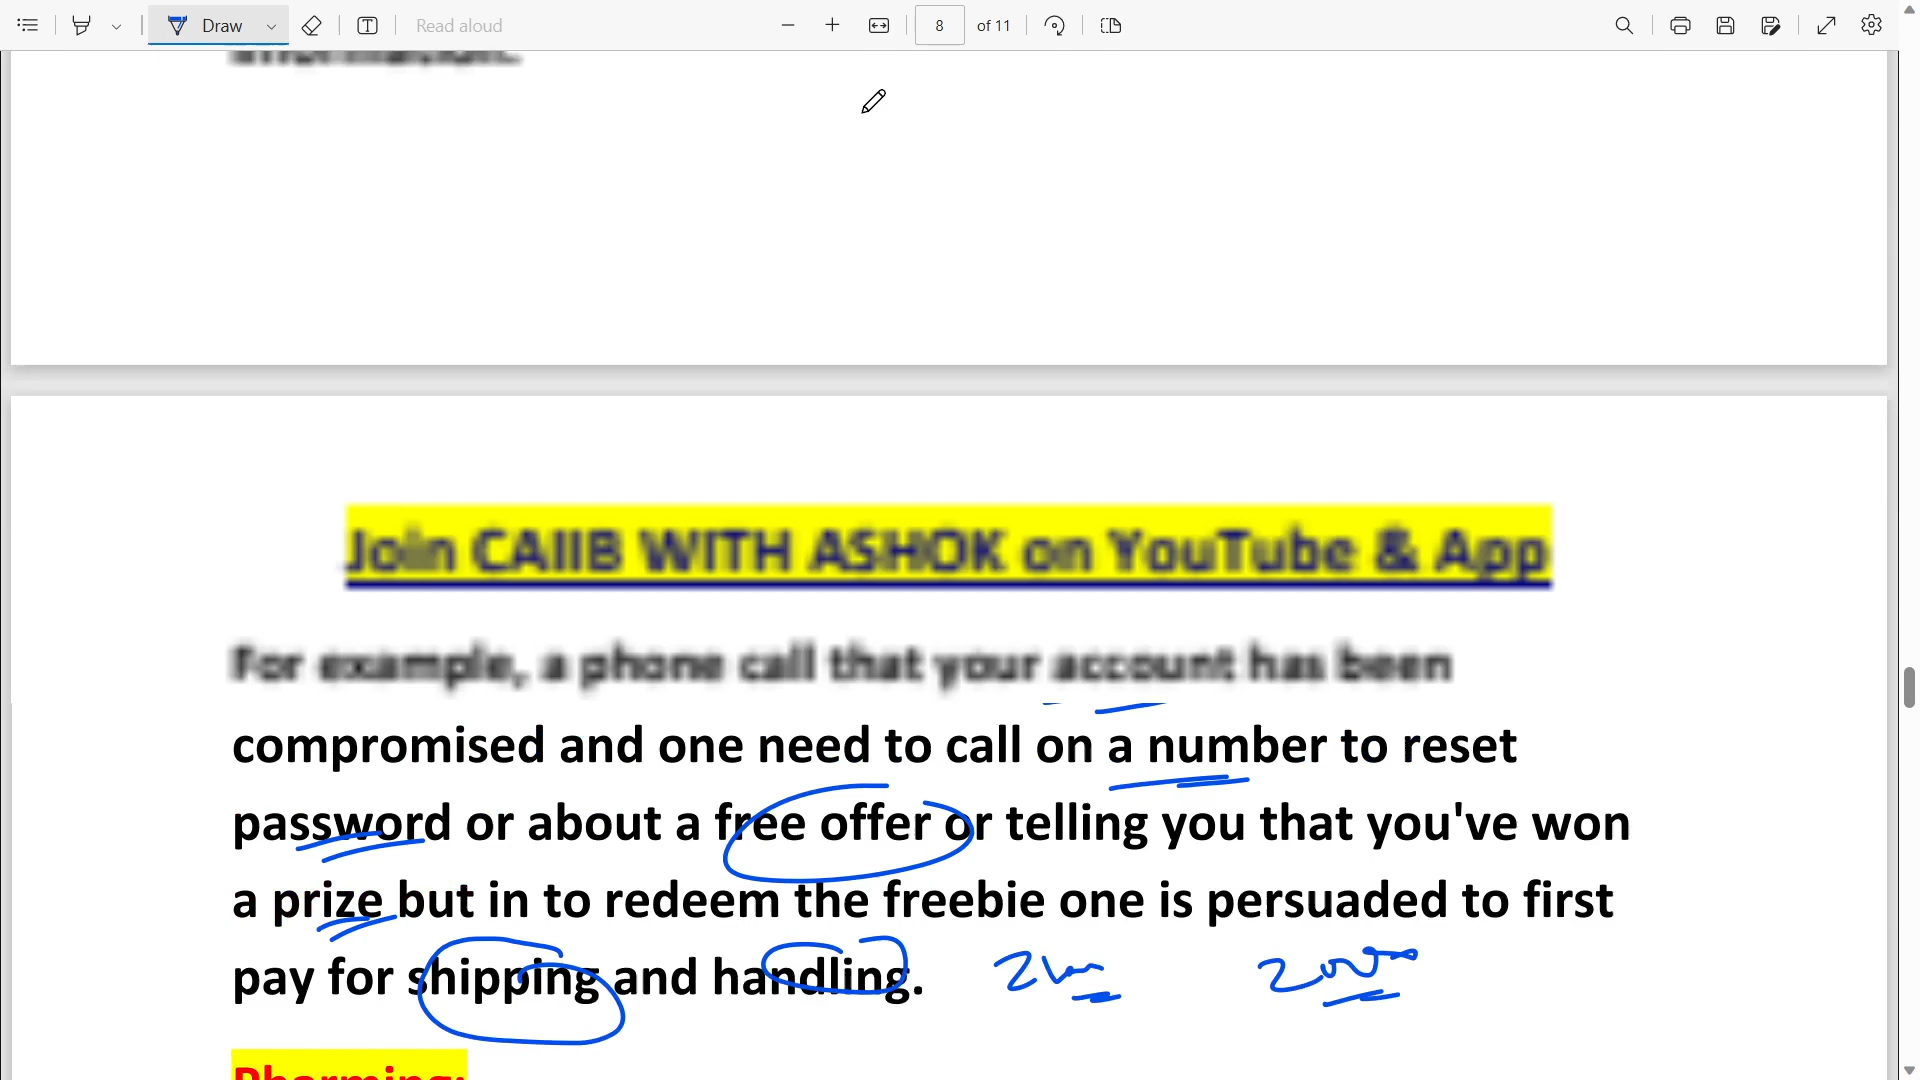 Draw
Read aloud
8 of 11
Join CAIIB WITH ASHOK on YouTube & App
For example, a phone call that your account has been
compromised and one need to call on a number to reset
password or about a free offer or telling you that you've won
a prize but in to redeem the freebie one is persuaded to first
pay for shipping and handling.
Pharming: